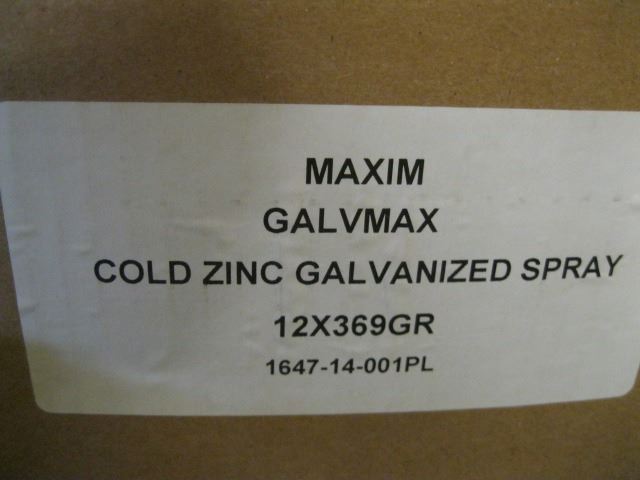 MAXIM
GALVMAX
COLD ZINC GALVANIZED SPRAY
12X369GR
1647-14-001PL